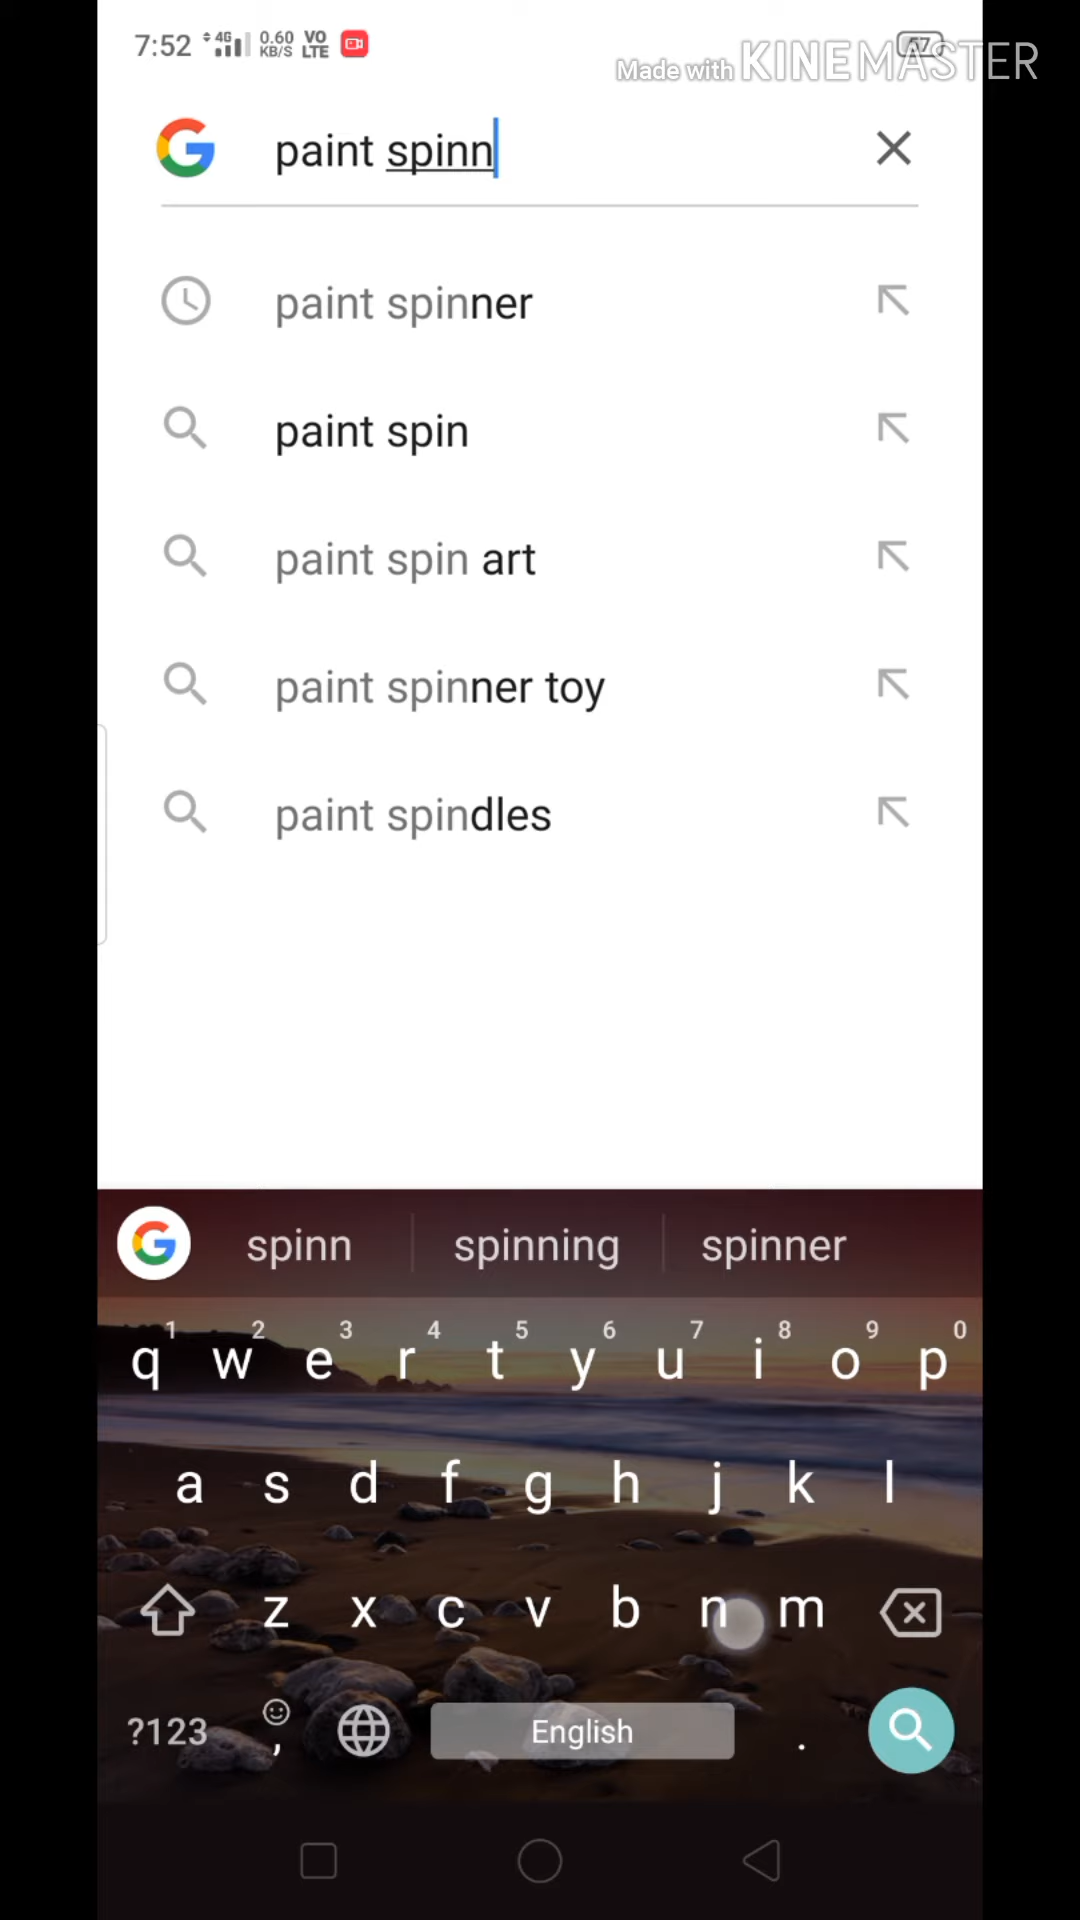 7:52 4G 0.60 KB/S VO LTE 57
Made with KINEMASTER
paint spinn
paint spinner
paint spin
paint spin art
paint spinner toy
paint spindles
spinn spinning spinner
1 2 3 4 5 6 7 8 9 0
q w e r t y u i o p
a s d f g h j k l
z x c v b n m
?123 , English .